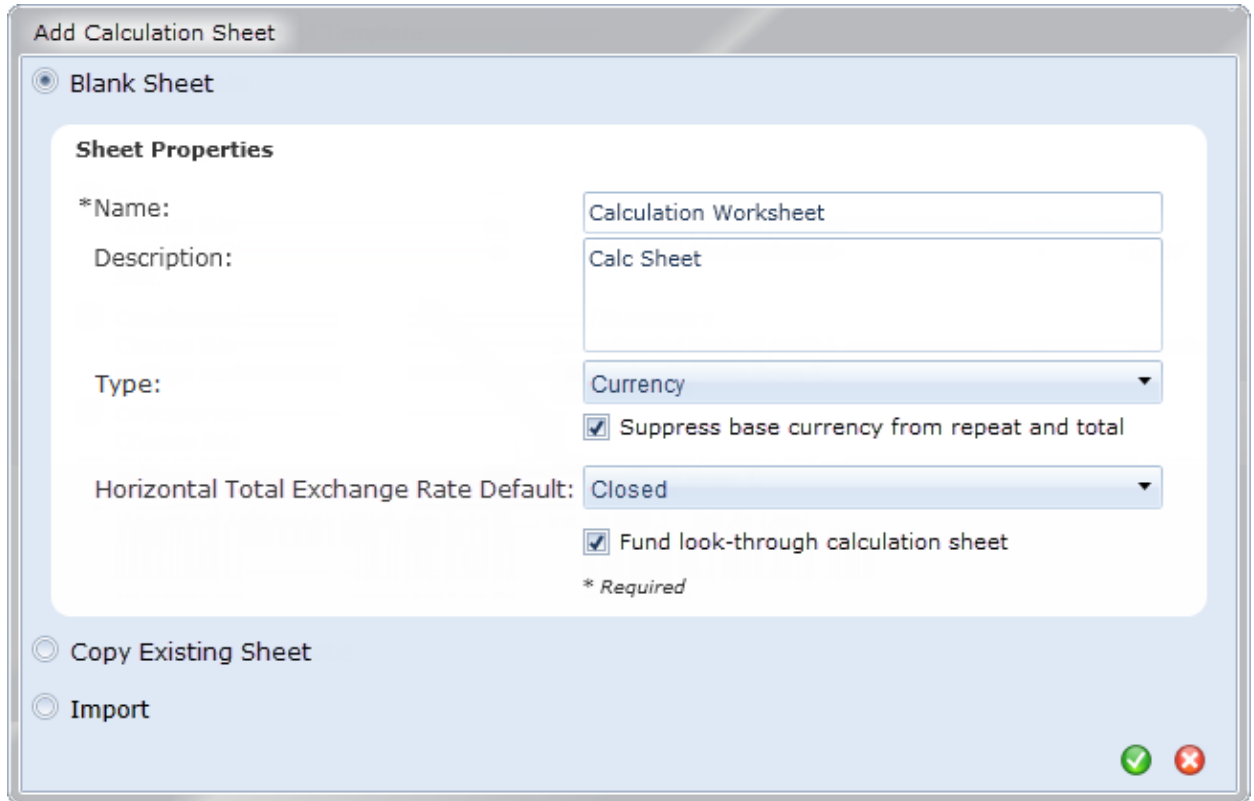 Add Calculation Sheet
Blank Sheet
Sheet Properties
*Name: Calculation Worksheet
Description: Calc Sheet
Type: Currency
Suppress base currency from repeat and total
Horizontal Total Exchange Rate Default: Closed
Fund look-through calculation sheet
* Required
Copy Existing Sheet
Import